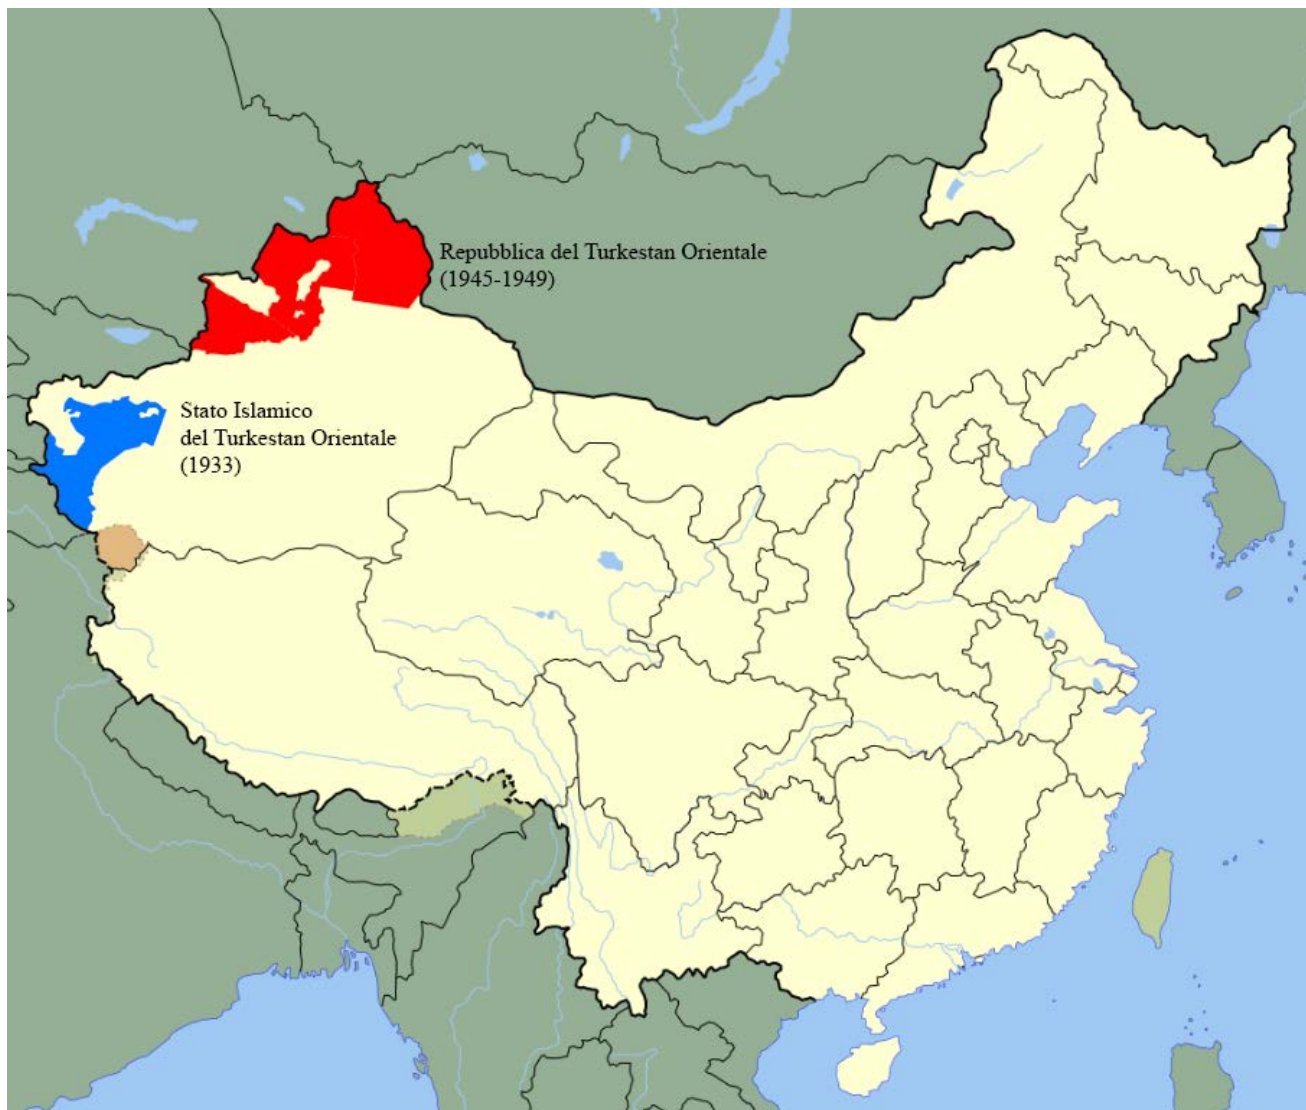 Repubblica del Turkestan Orientale
(1945-1949)
Stato Islamico
del Turkestan Orientale
(1933)